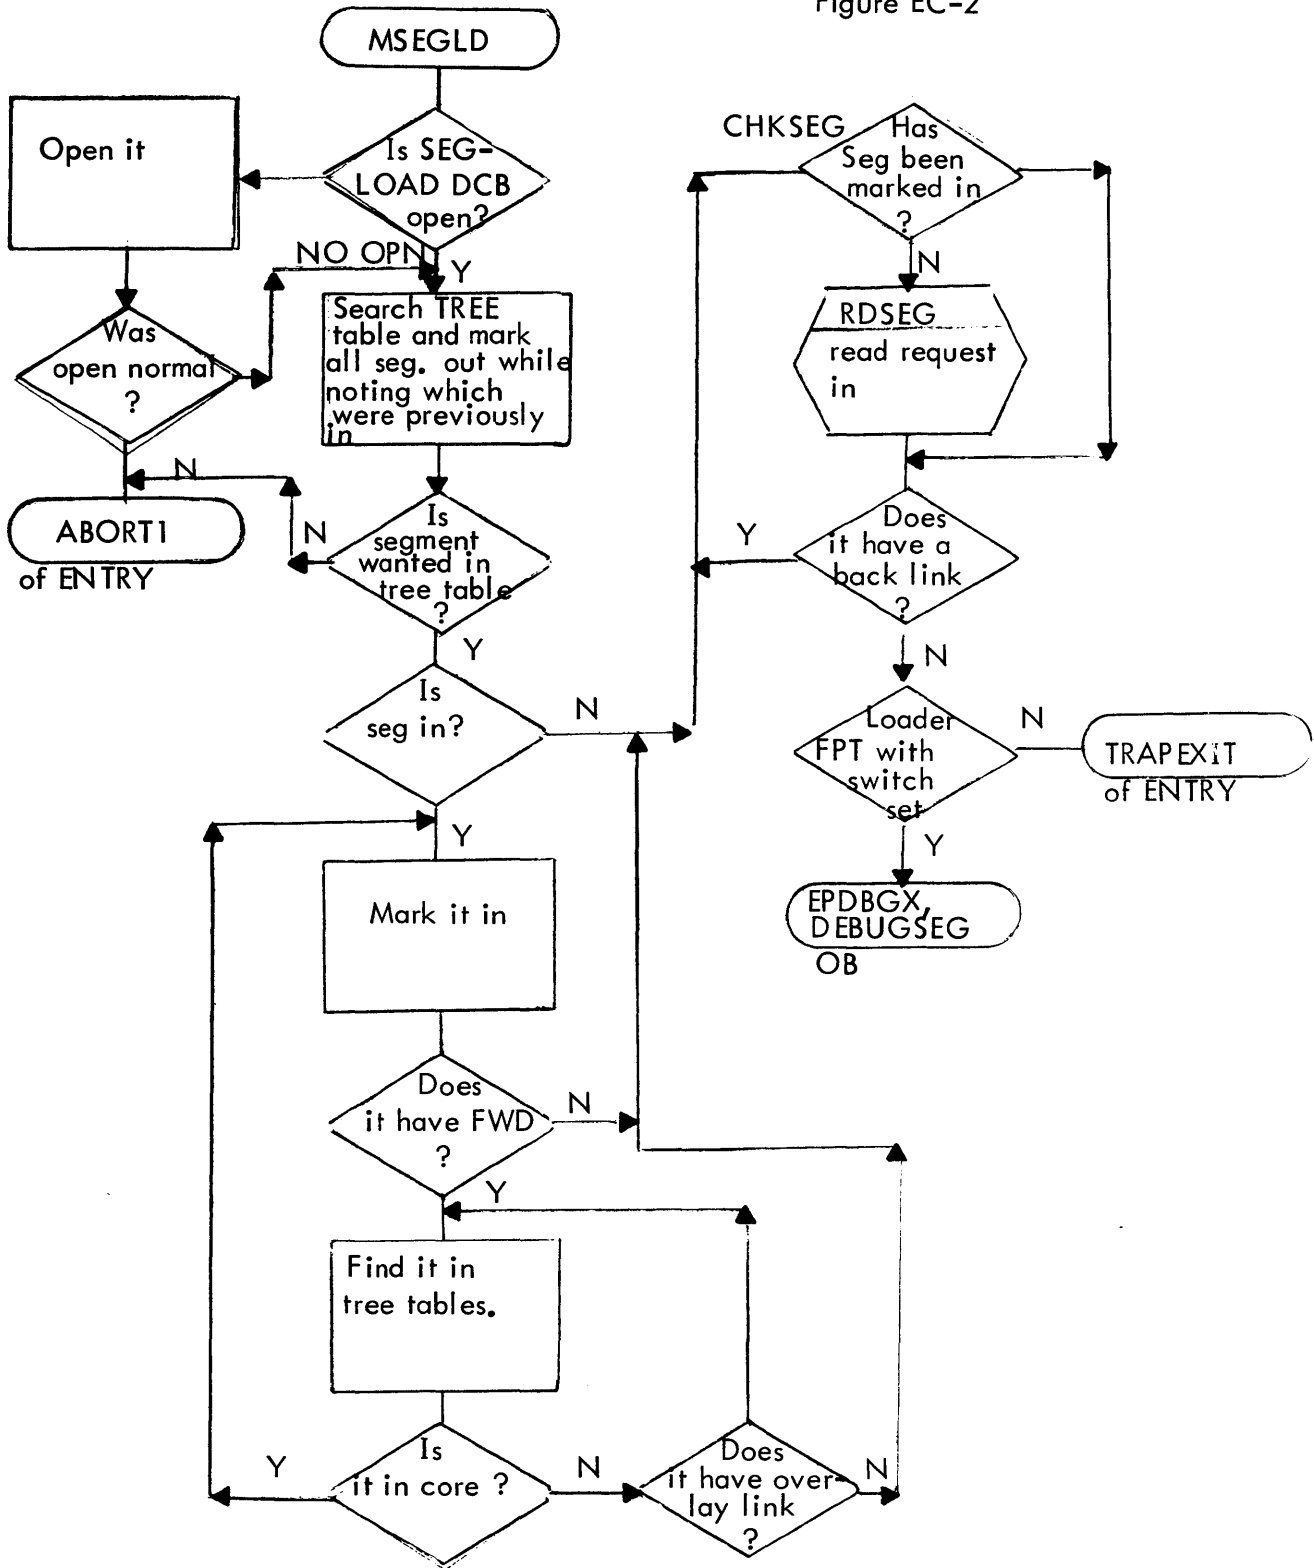 Figure EC-2
MSEGLD
Open it
Is SEG-
LOAD DCB
open?
NO OPN
Y
Was
open normal
?
Search TREE
table and mark
all seg. out while
noting which
were previously
in
N
ABORT1
of ENTRY
N
Is
segment
wanted in
tree table
?
Y
Is
seg in?
N
Y
Mark it in
Does
it have FWD
?
N
Y
Find it in
tree tables.
Is
it in core ?
Y
N
Does
it have over-
lay link
?
N
CHKSEG
Has
Seg been
marked in
?
N
RDSEG
read request
in
Does
it have a
back link
?
Y
N
Loader
FPT with
switch
set
N
TRAPEXIT
of ENTRY
Y
EPDBGX,
DEBUGSEG
OB